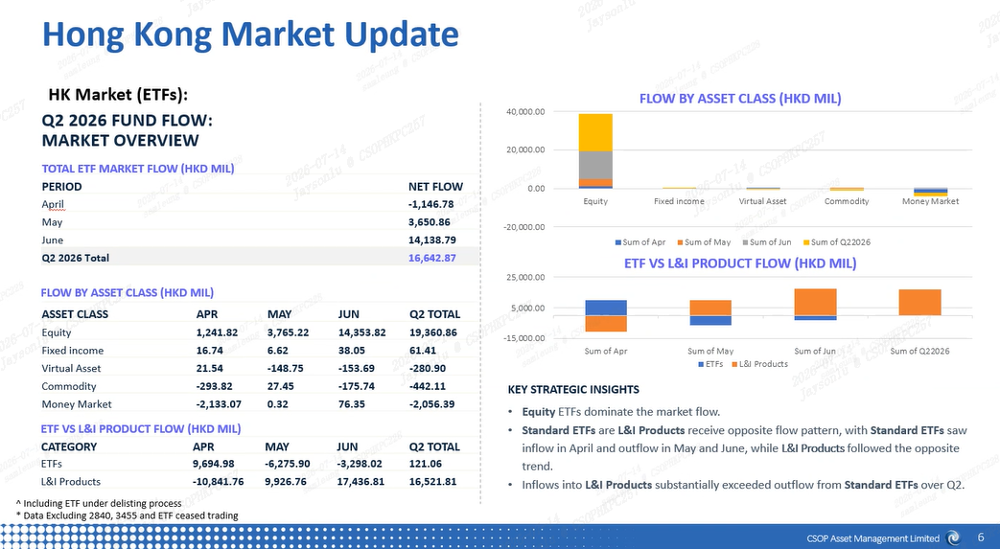 Hong Kong Market Update
HK Market (ETFs):
Q2 2026 FUND FLOW:
MARKET OVERVIEW
TOTAL ETF MARKET FLOW (HKD MIL)
PERIOD NET FLOW
April -1,146.78
May 3,650.86
June 14,138.79
Q2 2026 Total 16,642.87
FLOW BY ASSET CLASS (HKD MIL)
ASSET CLASS APR MAY JUN Q2 TOTAL
Equity 1,241.82 3,765.22 14,353.82 19,360.86
Fixed income 16.74 6.62 38.05 61.41
Virtual Asset 21.54 -148.75 -153.69 -280.90
Commodity -293.82 27.45 -175.74 -442.11
Money Market -2,133.07 0.32 76.35 -2,056.39
ETF VS L&I PRODUCT FLOW (HKD MIL)
CATEGORY APR MAY JUN Q2 TOTAL
ETFs 9,694.98 -6,275.90 -3,298.02 121.06
L&I Products -10,841.76 9,926.76 17,436.81 16,521.81
^ Including ETF under delisting process
* Data Excluding 2840, 3455 and ETF ceased trading
FLOW BY ASSET CLASS (HKD MIL)
40,000.00
20,000.00
0.00
Equity Fixed income Virtual Asset Commodity Money Market
-20,000.00
Sum of Apr Sum of May Sum of Jun Sum of Q22026
ETF VS L&I PRODUCT FLOW (HKD MIL)
25,000.00
5,000.00
-15,000.00
Sum of Apr Sum of May Sum of Jun Sum of Q22026
ETFs L&I Products
KEY STRATEGIC INSIGHTS
• Equity ETFs dominate the market flow.
• Standard ETFs are L&I Products receive opposite flow pattern, with Standard ETFs saw
inflow in April and outflow in May and June, while L&I Products followed the opposite
trend.
• Inflows into L&I Products substantially exceeded outflow from Standard ETFs over Q2.
CSOP Asset Management Limited 6